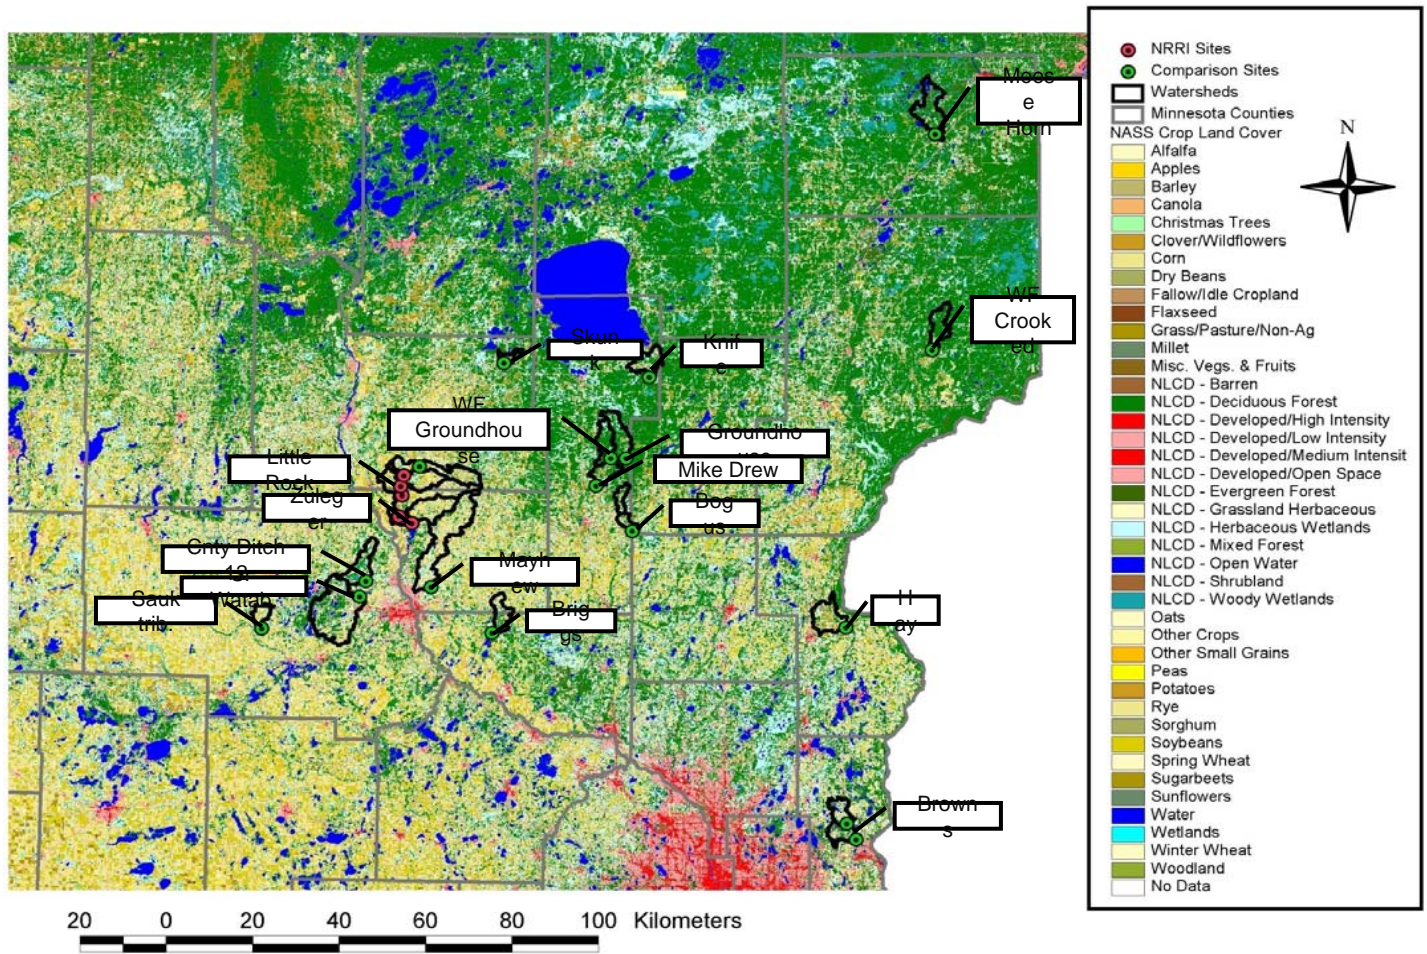 Moos
e
Horn
WF
Crook
ed
Skun
k
Knif
e
WF
Groundhou
se
Groundho
use
Mike Drew
Little
Rock
Zuleg
er
Bog
us
Cnty Ditch
13
Watab
Sauk
trib.
Mayh
ew
Brig
gs
H
ay
Brown
s
20 0 20 40 60 80 100 Kilometers
N
NRRI Sites
Comparison Sites
Watersheds
Minnesota Counties
NASS Crop Land Cover
Alfalfa
Apples
Barley
Canola
Christmas Trees
Clover/Wildflowers
Corn
Dry Beans
Fallow/Idle Cropland
Flaxseed
Grass/Pasture/Non-Ag
Millet
Misc. Vegs. & Fruits
NLCD - Barren
NLCD - Deciduous Forest
NLCD - Developed/High Intensity
NLCD - Developed/Low Intensity
NLCD - Developed/Medium Intensit
NLCD - Developed/Open Space
NLCD - Evergreen Forest
NLCD - Grassland Herbaceous
NLCD - Herbaceous Wetlands
NLCD - Mixed Forest
NLCD - Open Water
NLCD - Shrubland
NLCD - Woody Wetlands
Oats
Other Crops
Other Small Grains
Peas
Potatoes
Rye
Sorghum
Soybeans
Spring Wheat
Sugarbeets
Sunflowers
Water
Wetlands
Winter Wheat
Woodland
No Data